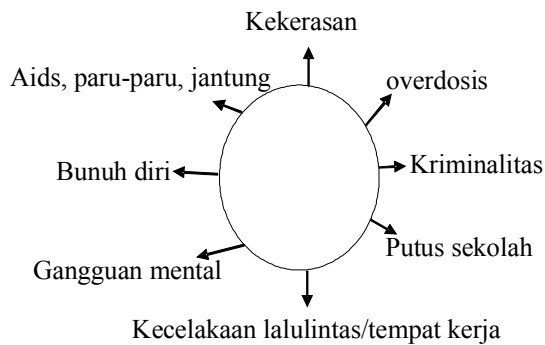 Kekerasan
Aids, paru-paru, jantung
overdosis
Bunuh diri
Kriminalitas
Putus sekolah
Gangguan mental
Kecelakaan lalulintas/tempat kerja